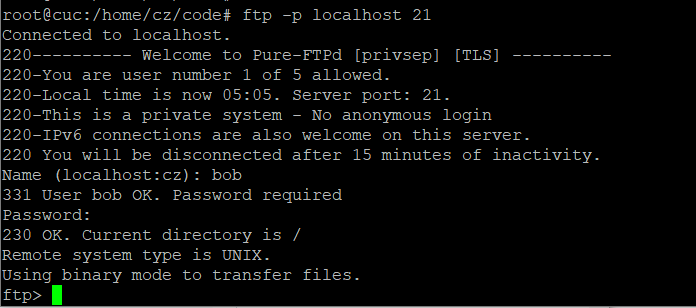 root@cuc:/home/cz/code# ftp -p localhost 21
Connected to localhost.
220---------- Welcome to Pure-FTPd [privsep] [TLS] ----------
220-You are user number 1 of 5 allowed.
220-Local time is now 05:05. Server port: 21.
220-This is a private system - No anonymous login
220-IPv6 connections are also welcome on this server.
220 You will be disconnected after 15 minutes of inactivity.
Name (localhost:cz): bob
331 User bob OK. Password required
Password:
230 OK. Current directory is /
Remote system type is UNIX.
Using binary mode to transfer files.
ftp>